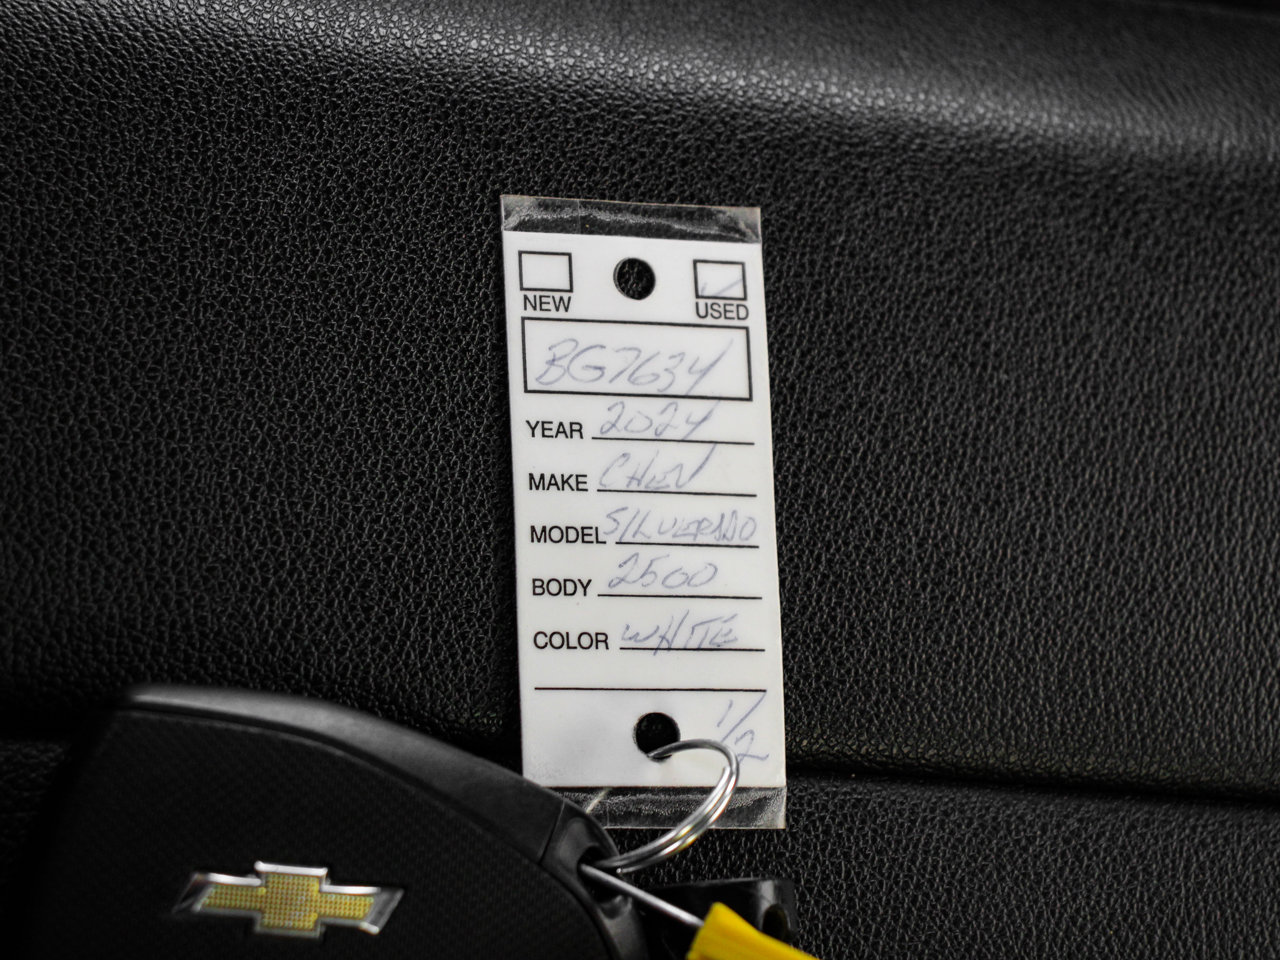 NEW USED
BG7634
YEAR 2024
MAKE CHEV
MODEL SILVERADO
BODY 2500
COLOR WHITE
1/2